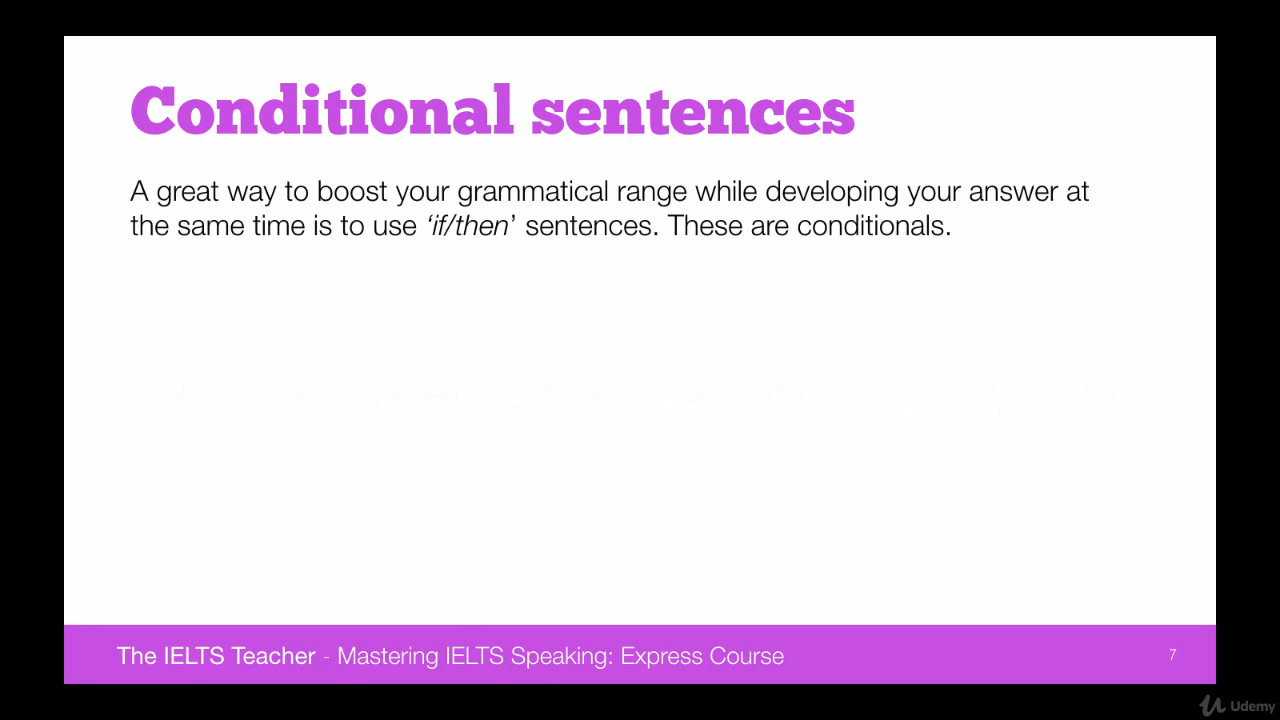 Conditional sentences
A great way to boost your grammatical range while developing your answer at
the same time is to use ‘if/then’ sentences. These are conditionals.
The IELTS Teacher - Mastering IELTS Speaking: Express Course
7
Udemy